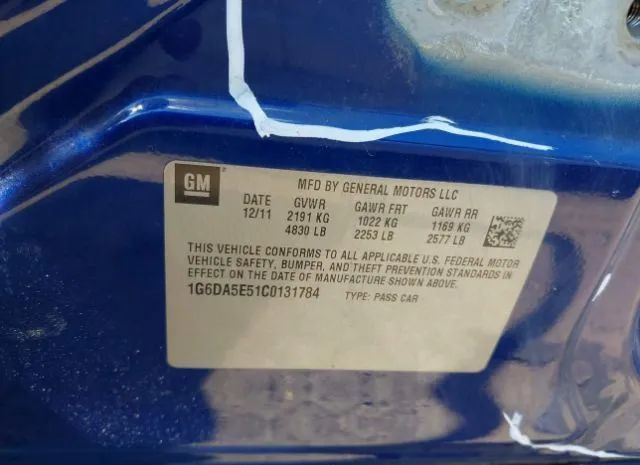 GM
MFD BY GENERAL MOTORS LLC
DATE GVWR GAWR FRT GAWR RR
12/11 2191 KG 1022 KG 1169 KG
4830 LB 2253 LB 2577 LB
THIS VEHICLE CONFORMS TO ALL APPLICABLE U.S. FEDERAL MOTOR
VEHICLE SAFETY, BUMPER, AND THEFT PREVENTION STANDARDS IN
EFFECT ON THE DATE OF MANUFACTURE SHOWN ABOVE.
1G6DA5E51C0131784 TYPE: PASS CAR